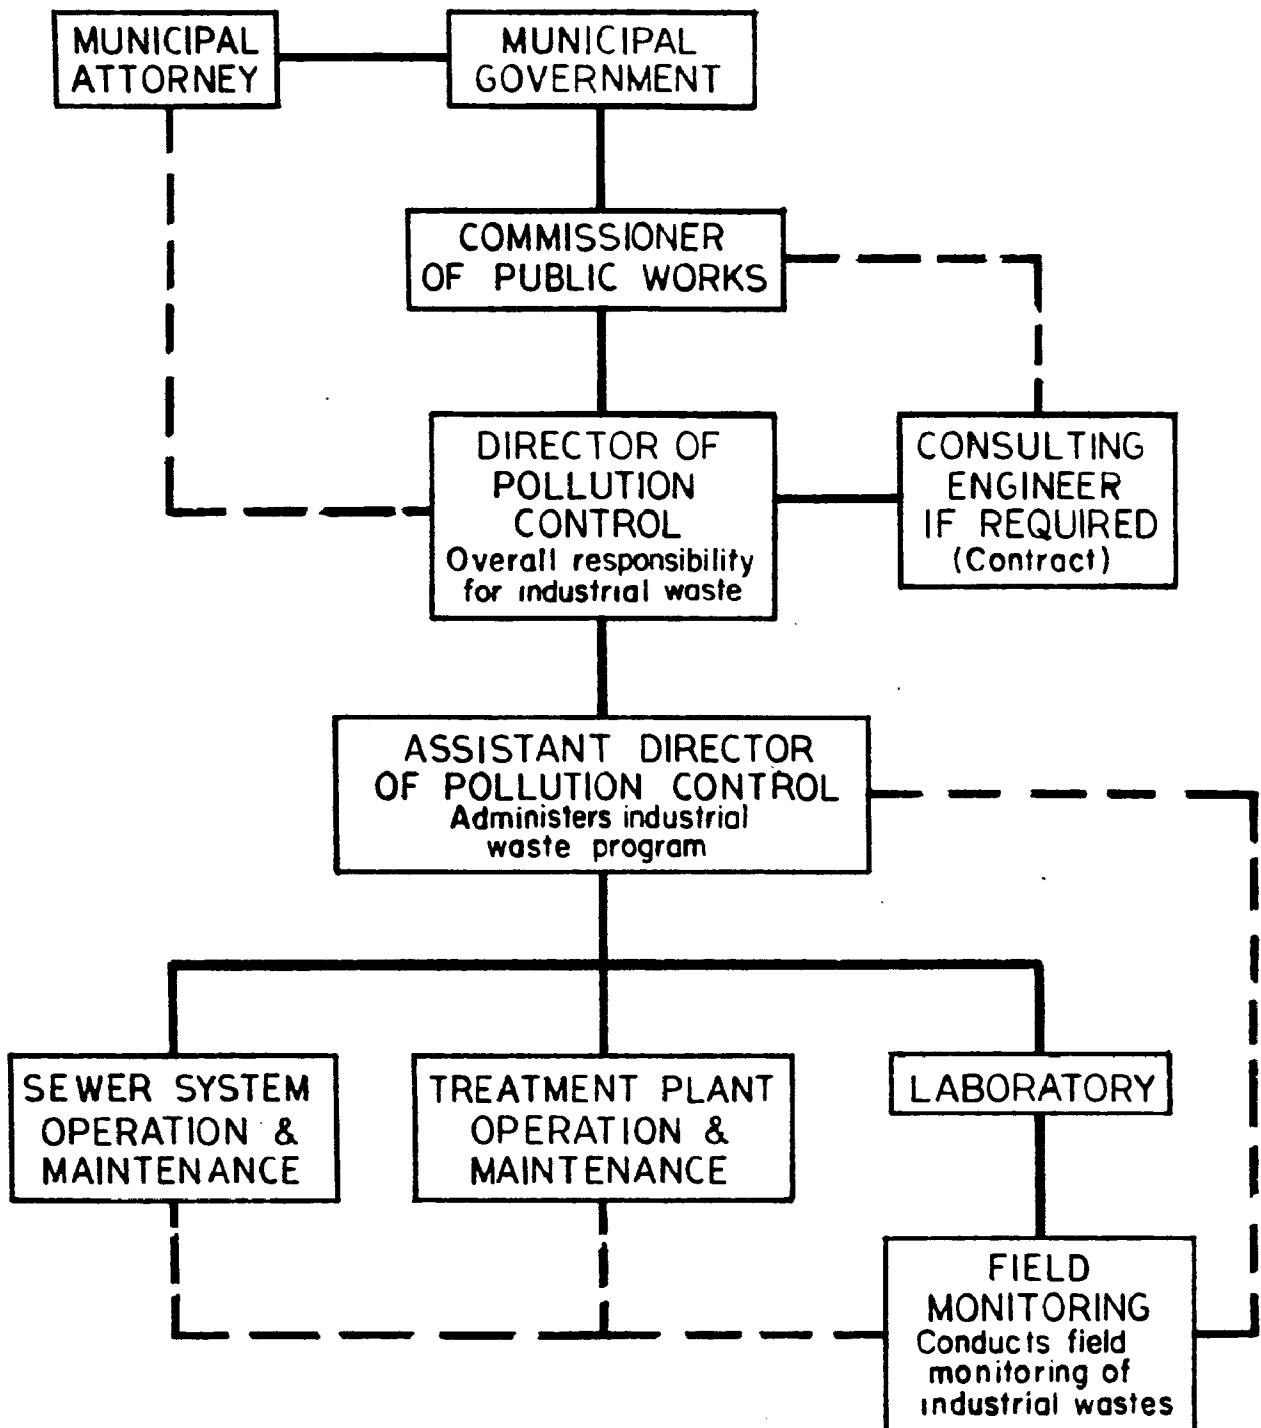 MUNICIPAL
ATTORNEY
MUNICIPAL
GOVERNMENT
COMMISSIONER
OF PUBLIC WORKS
DIRECTOR OF
POLLUTION
CONTROL
Overall responsibility
for industrial waste
CONSULTING
ENGINEER
IF REQUIRED
(Contract)
ASSISTANT DIRECTOR
OF POLLUTION CONTROL
Administers industrial
waste program
SEWER SYSTEM
OPERATION &
MAINTENANCE
TREATMENT PLANT
OPERATION &
MAINTENANCE
LABORATORY
FIELD
MONITORING
Conducts field
monitoring of
industrial wastes